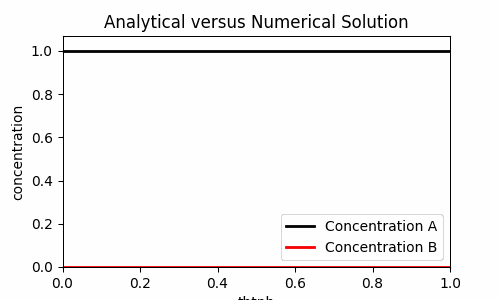 Analytical versus Numerical Solution
concentration
1.0
0.8
0.6
0.4
0.2
0.0
Concentration A
Concentration B
0.0 0.2 0.4 0.6 0.8 1.0